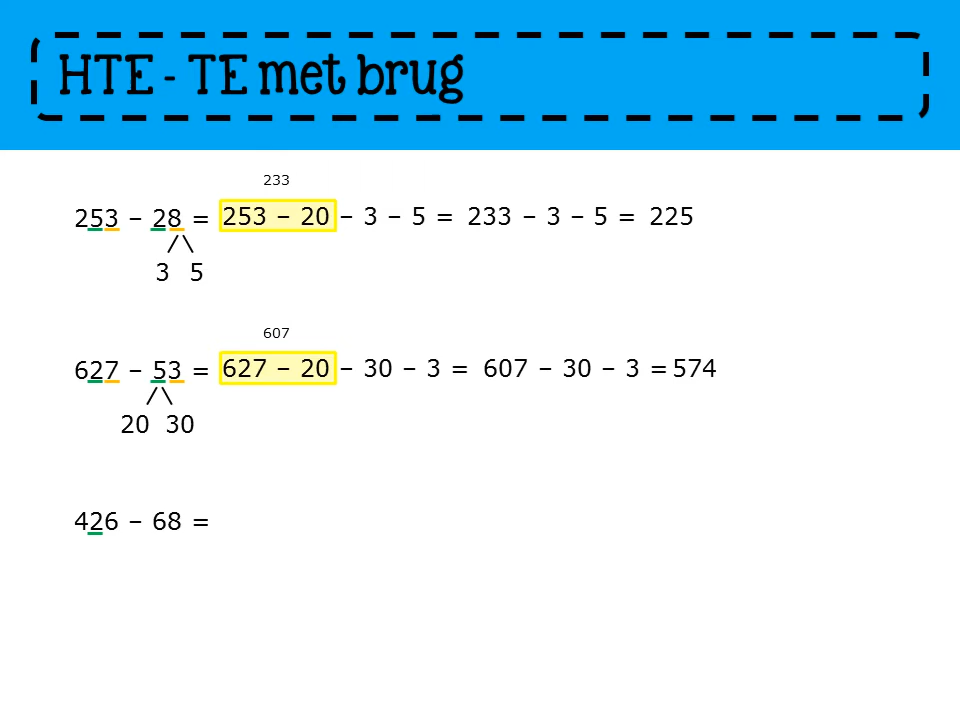 HTE - TE met brug
233
253 – 28 = 253 – 20 – 3 – 5 = 233 – 3 – 5 = 225
3 5
607
627 – 53 = 627 – 20 – 30 – 3 = 607 – 30 – 3 = 574
20 30
426 – 68 =